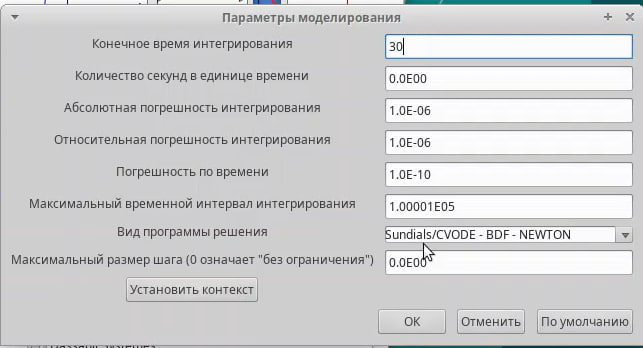 Параметры моделирования
Конечное время интегрирования 30
Количество секунд в единице времени 0.0E00
Абсолютная погрешность интегрирования 1.0E-06
Относительная погрешность интегрирования 1.0E-06
Погрешность по времени 1.0E-10
Максимальный временной интервал интегрирования 1.00001E05
Вид программы решения Sundials/CVODE - BDF - NEWTON
Максимальный размер шага (0 означает "без ограничения") 0.0E00
Установить контекст
ОК Отменить По умолчанию